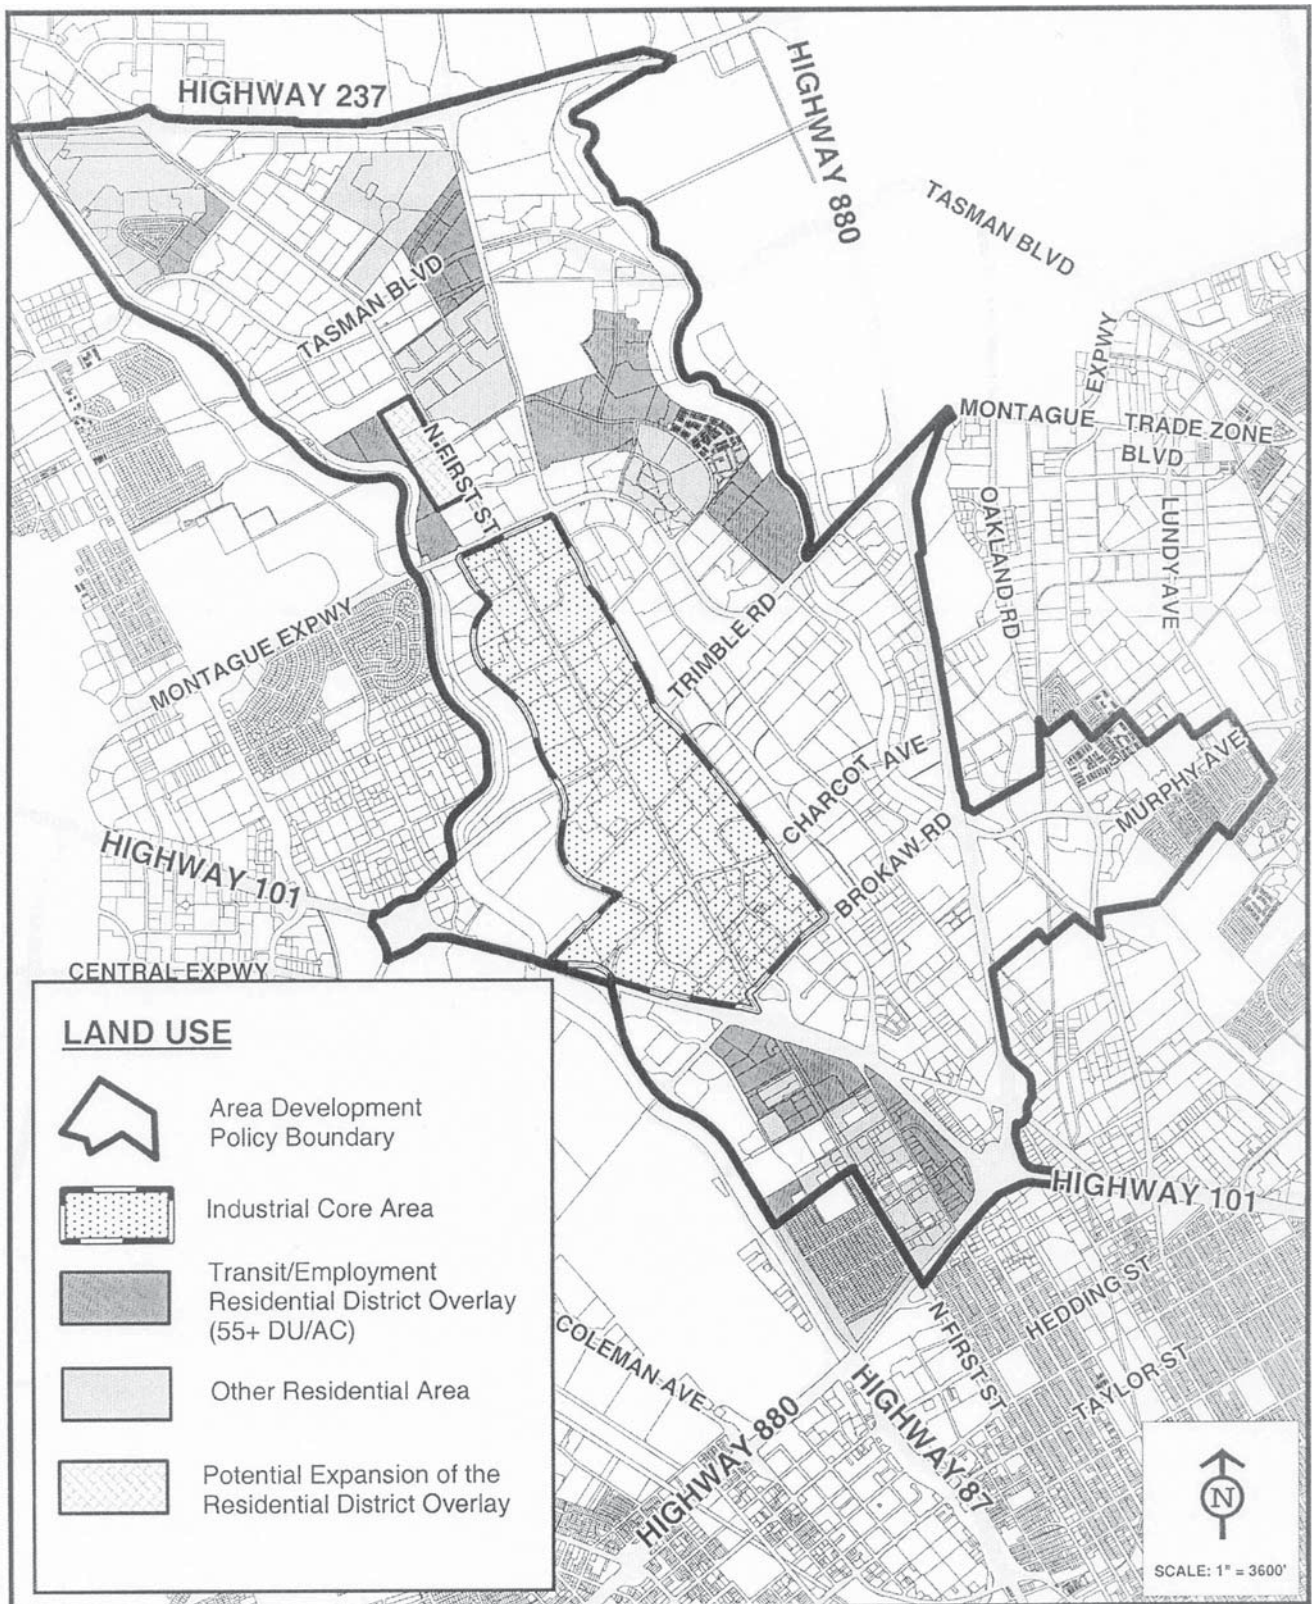 HIGHWAY 237
HIGHWAY 880
TASMAN BLVD
TASMAN BLVD
EXPWY
MONTAGUE
TRADE ZONE
BLVD
N. FIRST ST
OAKLAND RD
LUNDY AVE
MONTAGUE EXPWY
TRIMBLE RD
CHARCOT AVE
MURPHY AVE
BROKAW RD
HIGHWAY 101
CENTRAL EXPWY
LAND USE
Area Development
Policy Boundary
Industrial Core Area
Transit/Employment
Residential District Overlay
(55+ DU/AC)
Other Residential Area
Potential Expansion of the
Residential District Overlay
HIGHWAY 101
HEDDING ST
N FIRST ST
TAYLOR ST
COLEMAN AVE
HIGHWAY 880
HIGHWAY 87
N
SCALE: 1" = 3600'